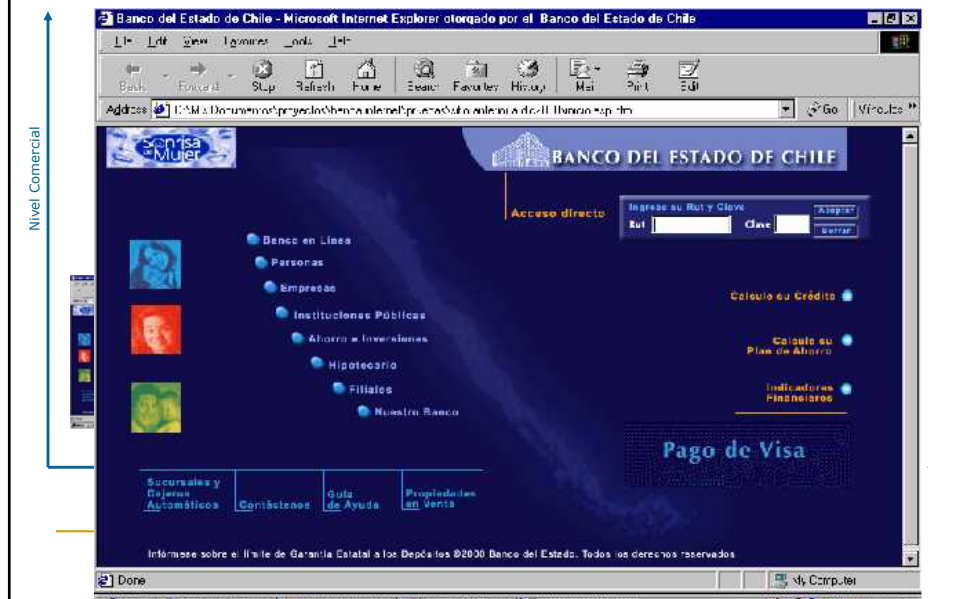 Banco del Estado de Chile - Microsoft Internet Explorer otorgado por el Banco del Estado de Chile
View Favourites Tools
Back Forward Stop Refresh Home Search Favourites History Mail Print Edit
Address Go Vínculos
Nivel Comercial
Sonrisa de Mujer
BANCO DEL ESTADO DE CHILE
Acceso directo
Ingrese su Rut y Clave
Rut Clave Aceptar
Borrar
Banco en Línea
Personas
Empresas
Instituciones Públicas
Ahorro e Inversiones
Hipotecario
Filiales
Nuestro Banco
Calcule su Crédito
Calcule su
Plan de Ahorro
Indicadores
Financieros
Pago de Visa
Sucursales y
Cajeros
Automáticos
Contáctenos
Guía
de Ayuda
Propiedades
en Venta
Infórmese sobre el límite de Garantía Estatal a los Depósitos ©2000 Banco del Estado. Todos los derechos reservados
Done My Computer